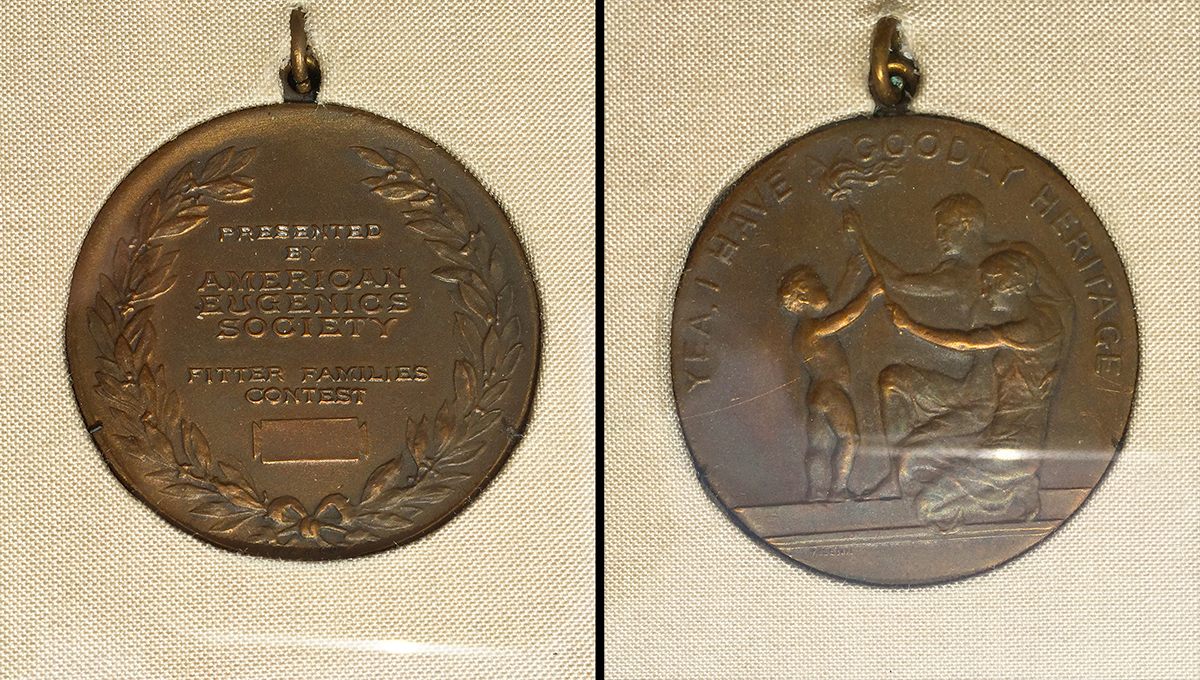 PRESENTED
BY
AMERICAN
EUGENICS
SOCIETY
FITTER FAMILIES
CONTEST
YEA, I HAVE A GOODLY HERITAGE